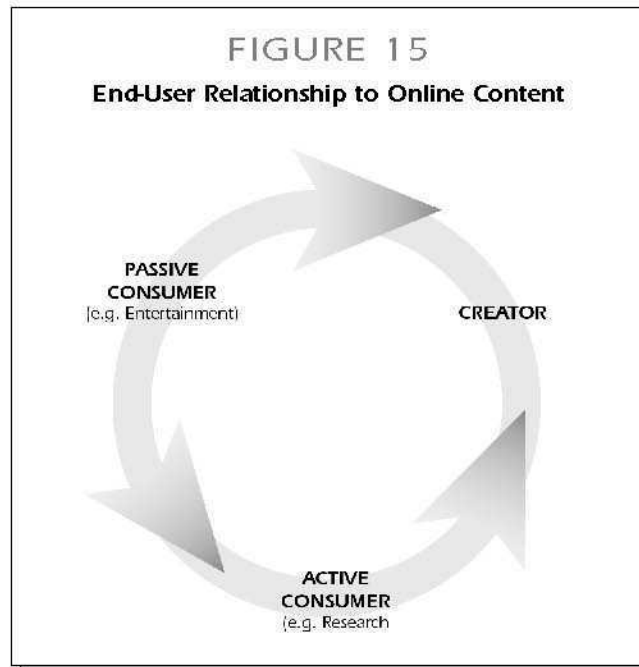 FIGURE 15
End-User Relationship to Online Content
PASSIVE
CONSUMER
(e.g. Entertainment)
CREATOR
ACTIVE
CONSUMER
(e.g. Research